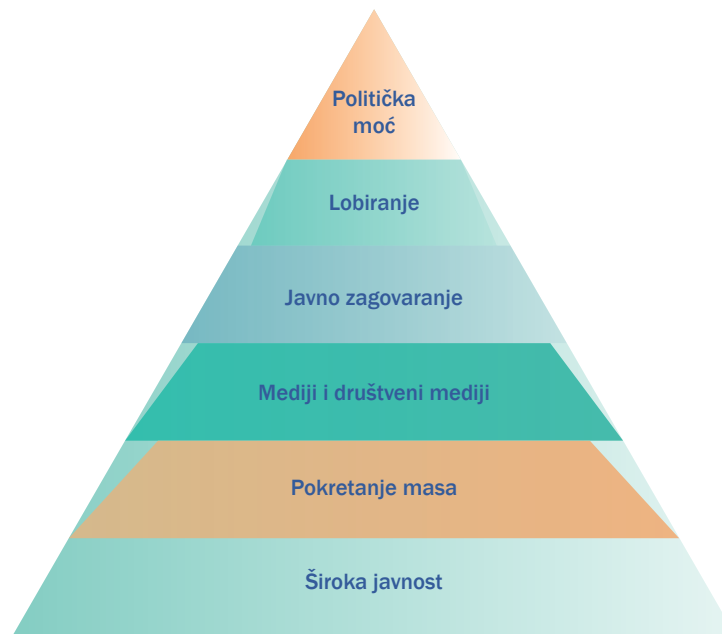 Politička
moć
Lobiranje
Javno zagovaranje
Mediji i društveni mediji
Pokretanje masa
Široka javnost